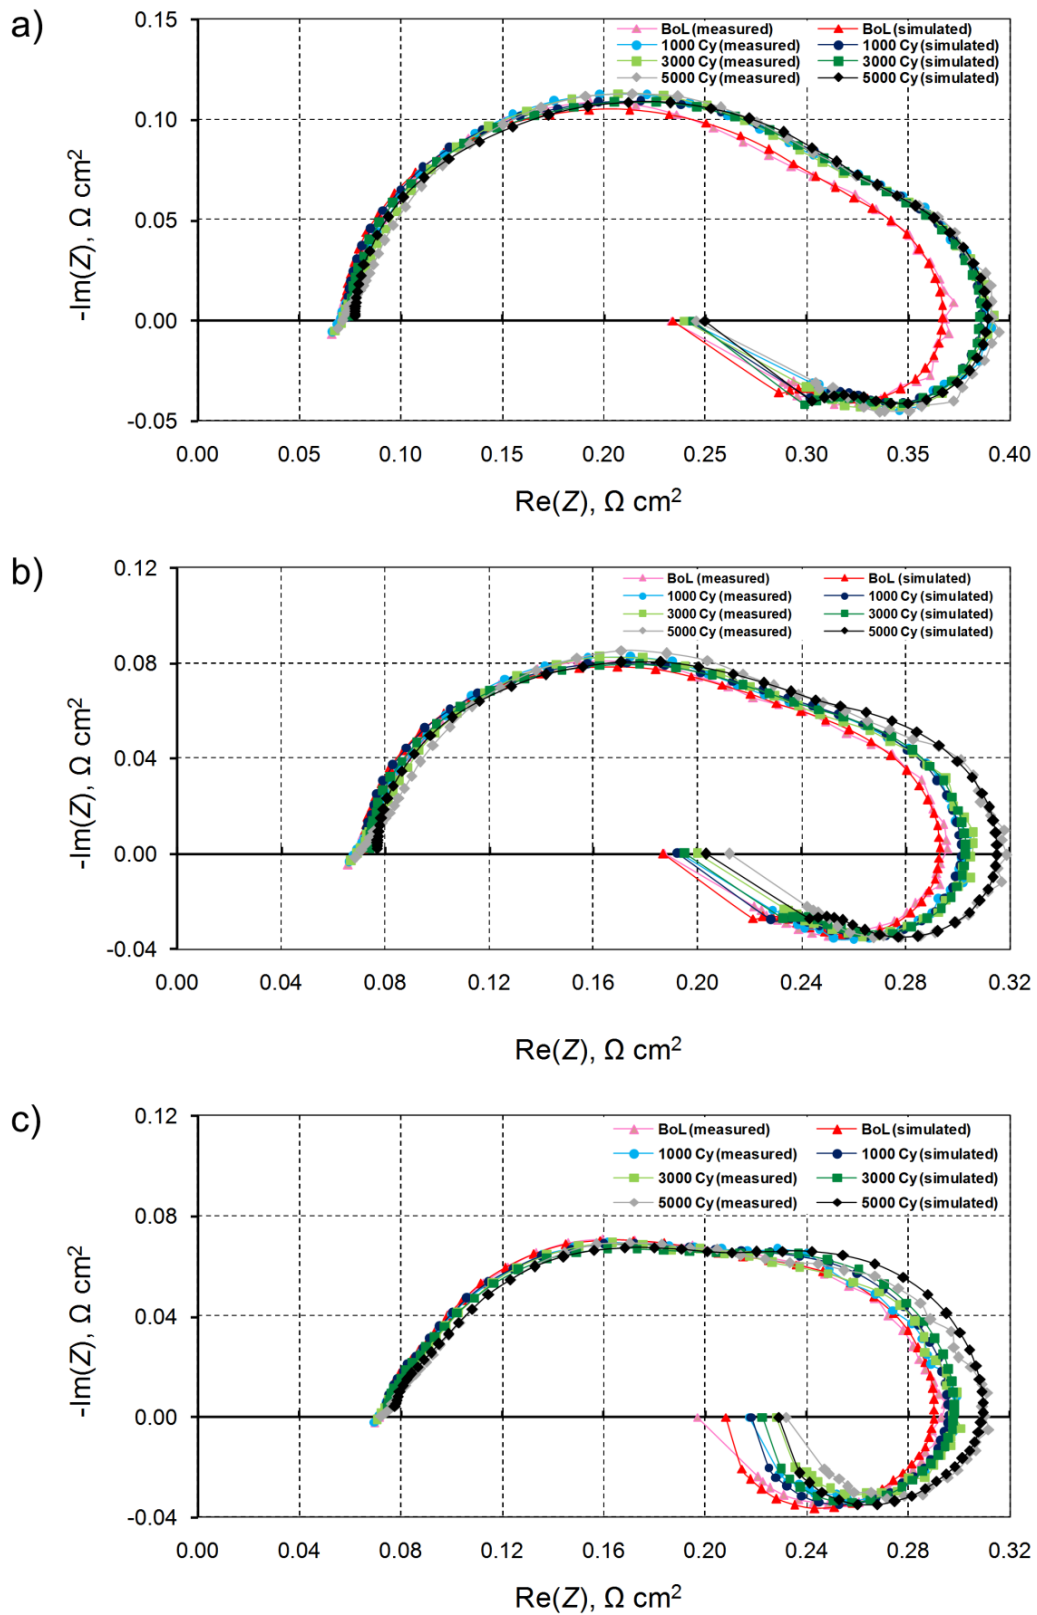 a)
0.15
BoL (measured) BoL (simulated)
1000 Cy (measured) 1000 Cy (simulated)
3000 Cy (measured) 3000 Cy (simulated)
5000 Cy (measured) 5000 Cy (simulated)
0.10
0.05
0.00
-0.05
-Im(Z), Ω cm2
0.00 0.05 0.10 0.15 0.20 0.25 0.30 0.35 0.40
Re(Z), Ω cm2
b)
0.12
BoL (measured) BoL (simulated)
1000 Cy (measured) 1000 Cy (simulated)
3000 Cy (measured) 3000 Cy (simulated)
5000 Cy (measured) 5000 Cy (simulated)
0.08
0.04
0.00
-0.04
-Im(Z), Ω cm2
0.00 0.04 0.08 0.12 0.16 0.20 0.24 0.28 0.32
Re(Z), Ω cm2
c)
0.12
BoL (measured) BoL (simulated)
1000 Cy (measured) 1000 Cy (simulated)
3000 Cy (measured) 3000 Cy (simulated)
5000 Cy (measured) 5000 Cy (simulated)
0.08
0.04
0.00
-0.04
-Im(Z), Ω cm2
0.00 0.04 0.08 0.12 0.16 0.20 0.24 0.28 0.32
Re(Z), Ω cm2